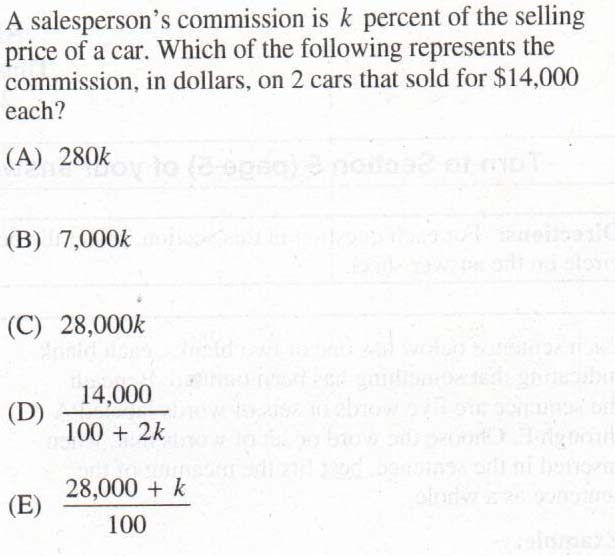 A salesperson's commission is k percent of the selling
price of a car. Which of the following represents the
commission, in dollars, on 2 cars that sold for $14,000
each?
(A) 280k
(B) 7,000k
(C) 28,000k
(D) 14,000
100 + 2k
(E) 28,000 + k
100